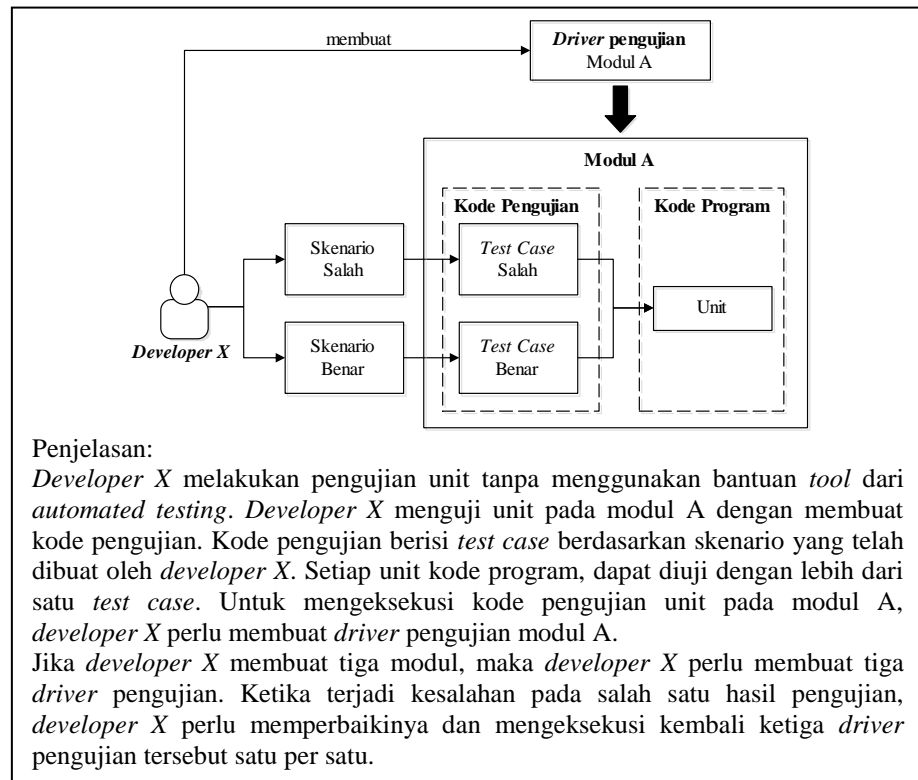 membuat
Driver pengujian
Modul A
Modul A
Kode Pengujian
Kode Program
Skenario
Salah
Test Case
Salah
Unit
Developer X
Skenario
Benar
Test Case
Benar
Penjelasan:
Developer X melakukan pengujian unit tanpa menggunakan bantuan tool dari
automated testing. Developer X menguji unit pada modul A dengan membuat
kode pengujian. Kode pengujian berisi test case berdasarkan skenario yang telah
dibuat oleh developer X. Setiap unit kode program, dapat diuji dengan lebih dari
satu test case. Untuk mengeksekusi kode pengujian unit pada modul A,
developer X perlu membuat driver pengujian modul A.
Jika developer X membuat tiga modul, maka developer X perlu membuat tiga
driver pengujian. Ketika terjadi kesalahan pada salah satu hasil pengujian,
developer X perlu memperbaikinya dan mengeksekusi kembali ketiga driver
pengujian tersebut satu per satu.